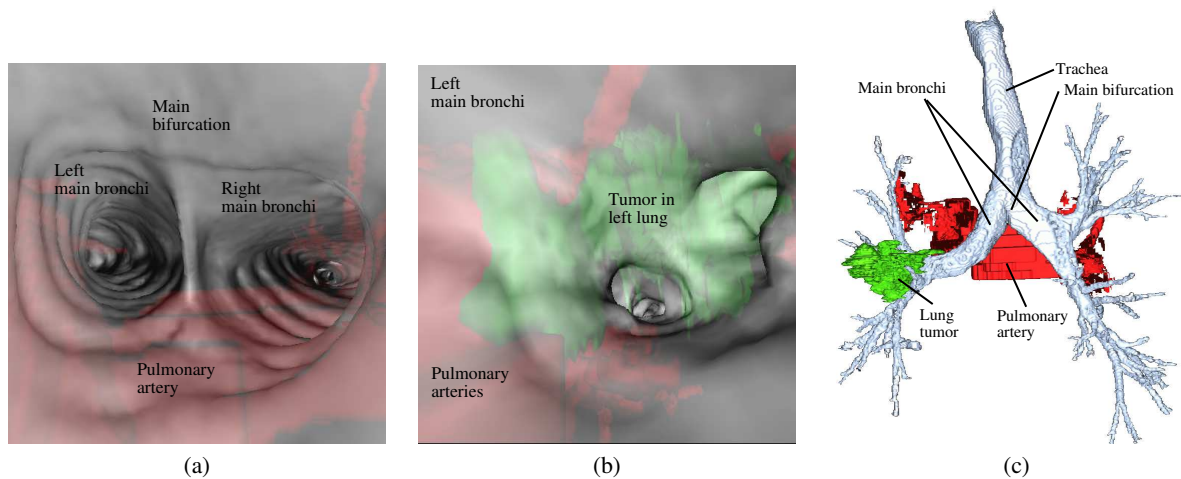 Main
bifurcation
Left
main bronchi
Right
main bronchi
Pulmonary
artery
(a)
Left
main bronchi
Tumor in
left lung
Pulmonary
arteries
(b)
Trachea
Main bronchi
Main bifurcation
Lung
tumor
Pulmonary
artery
(c)